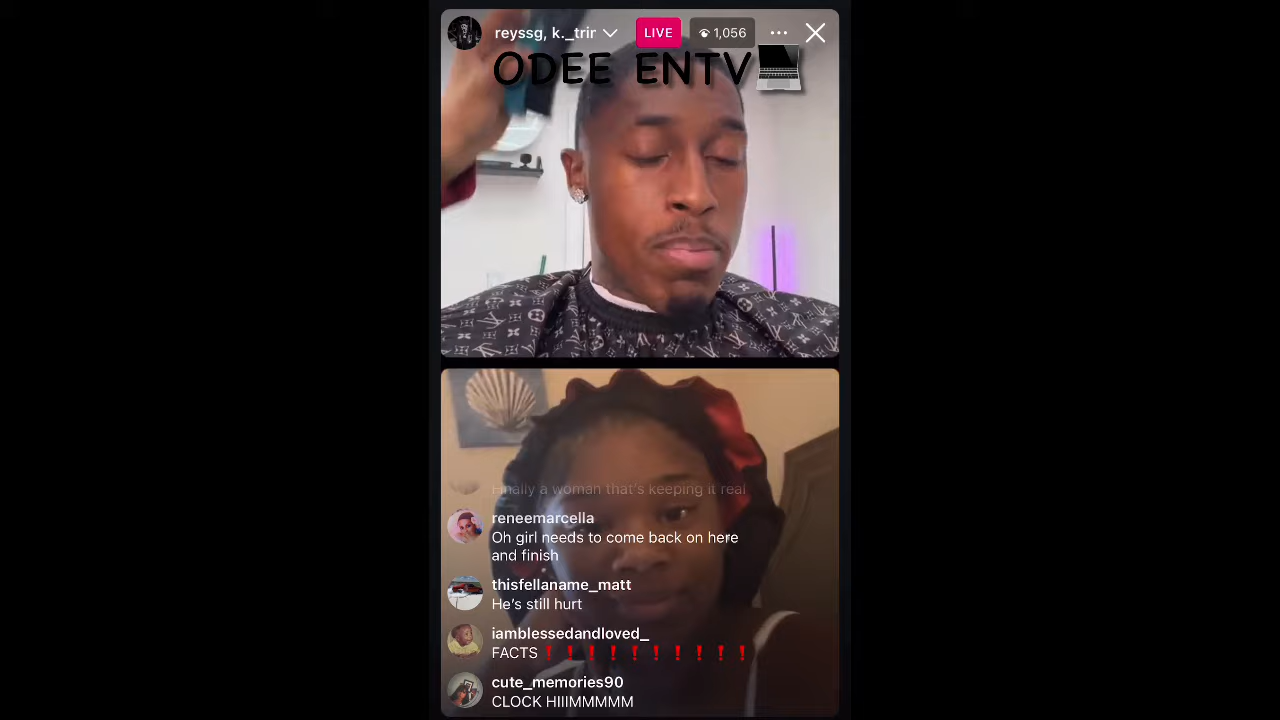 reyssg, k._trir
LIVE
1,056
ODEE ENTV
Finally a woman that's keeping it real
reneemarcella
Oh girl needs to come back on here
and finish
thisfellaname_matt
He's still hurt
iamblessedandloved_
FACTS❗❗❗❗❗❗❗❗❗❗
cute_memories90
CLOCK HIIIMMMMM